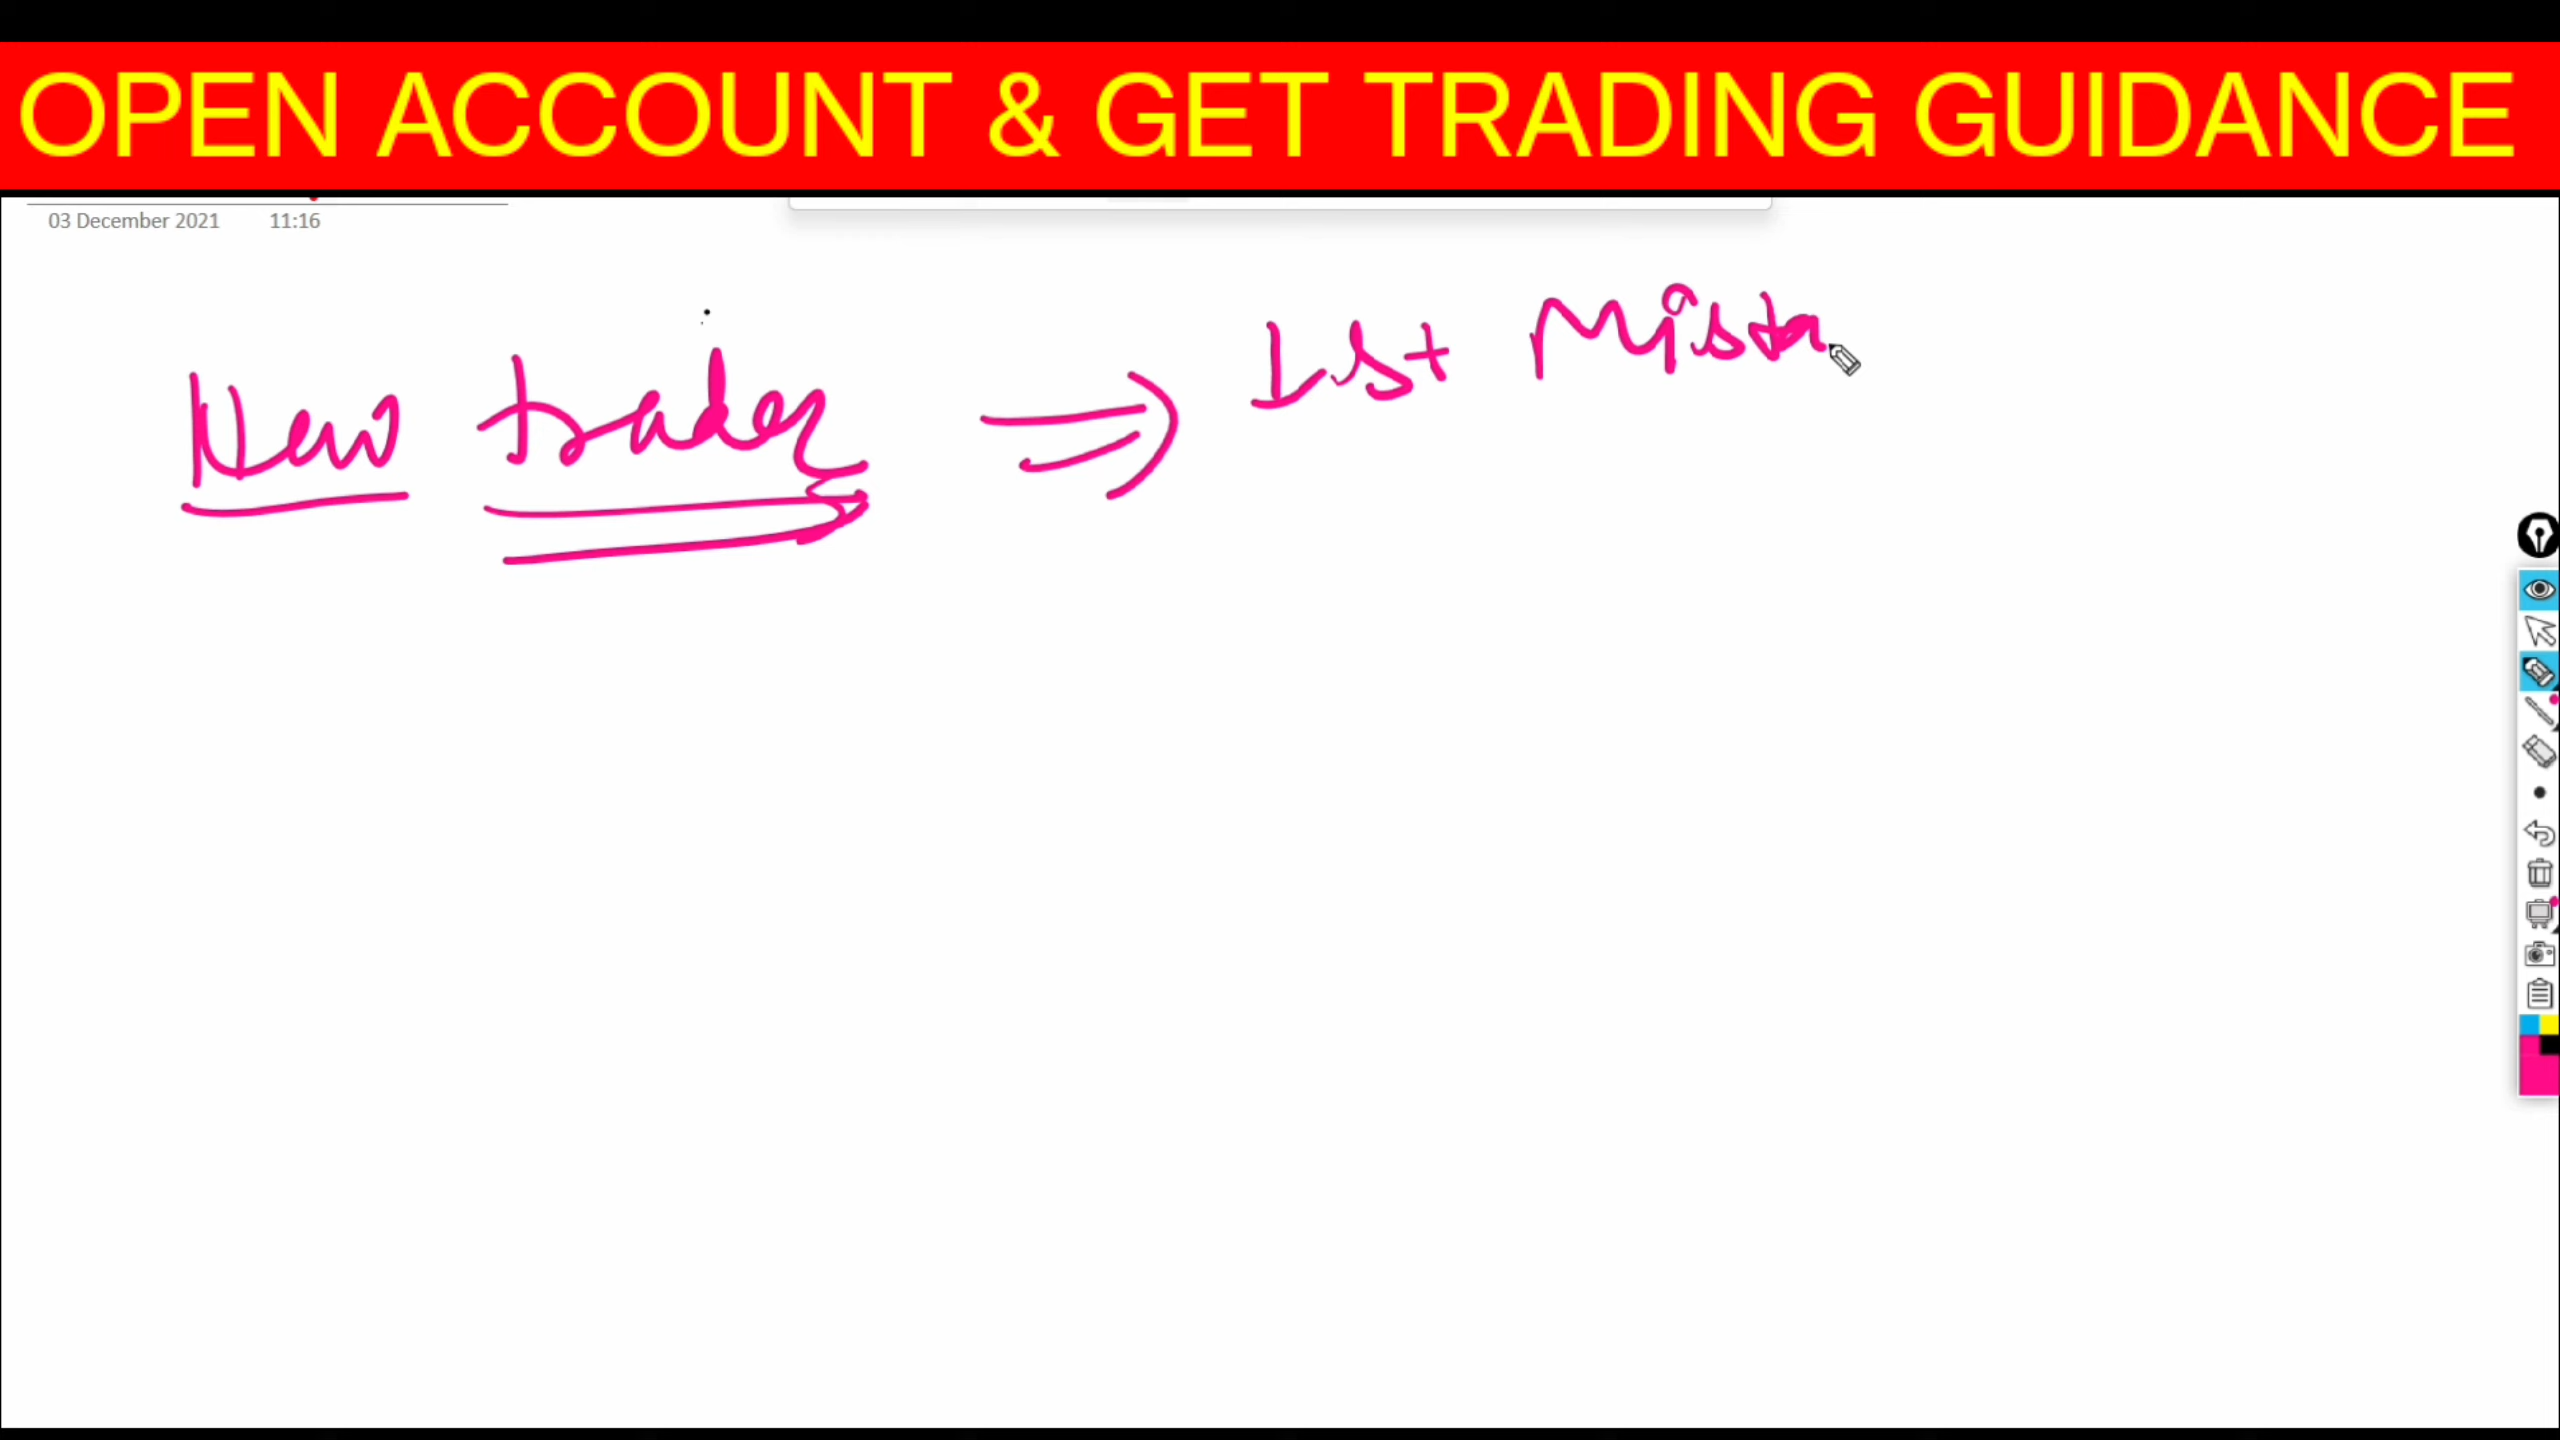 OPEN ACCOUNT & GET TRADING GUIDANCE
03 December 2021 11:16
New trader ⇒ 1st Mista